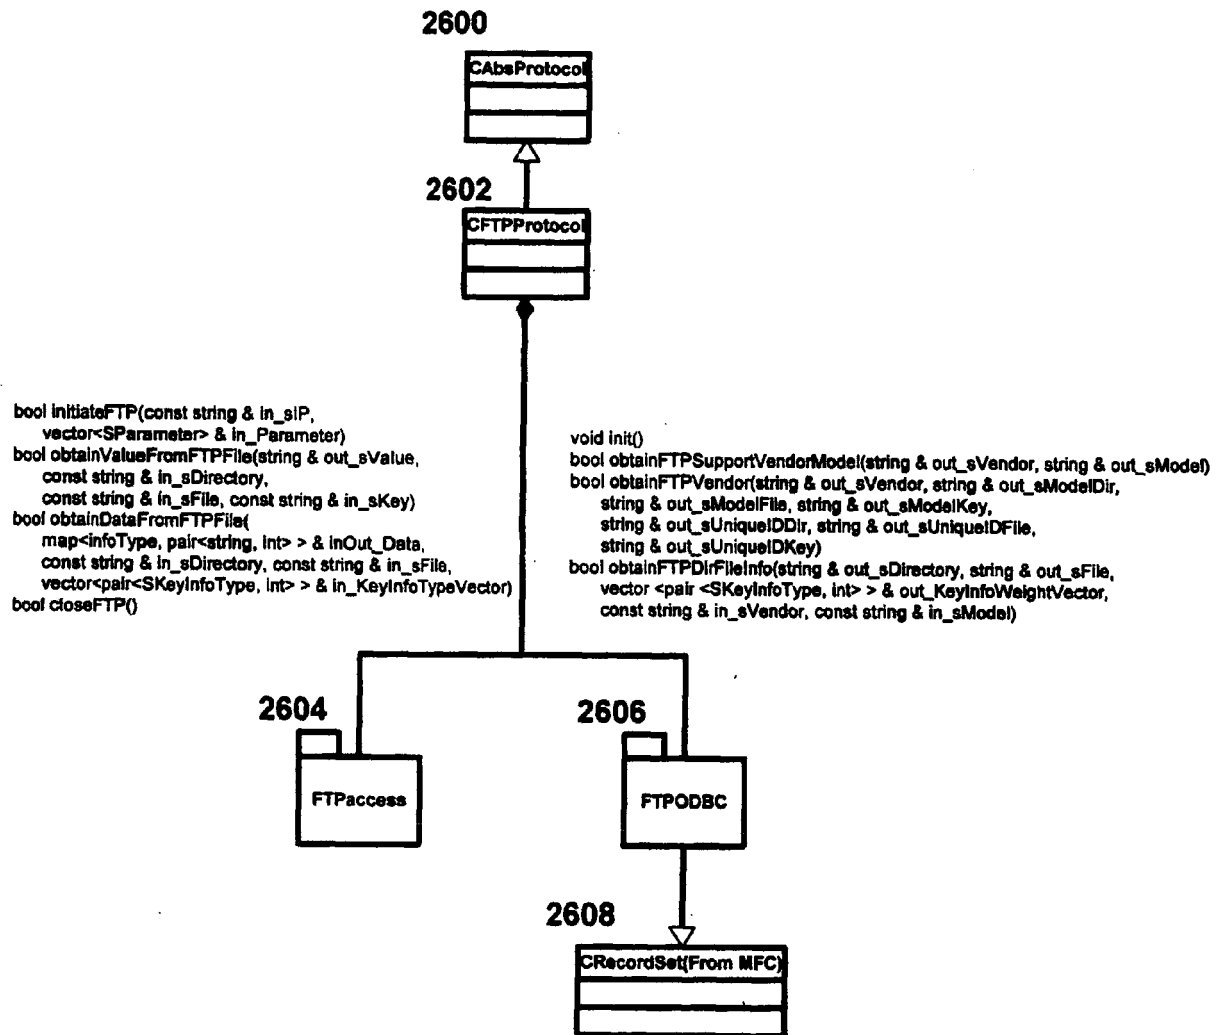 2600
CAbsProtocol
2602
CFTPProtocol
bool initiateFTP(const string & in_sIP,
vector<SParameter> & in_Parameter)
bool obtainValueFromFTPFile(string & out_sValue,
const string & in_sDirectory,
const string & in_sFile, const string & in_sKey)
bool obtainDataFromFTPFile(
map<infoType, pair<string, int> > & inOut_Data,
const string & in_sDirectory, const string & in_sFile,
vector<pair<SKeyInfoType, int> > & in_KeyInfoTypeVector)
bool closeFTP()
void init()
bool obtainFTPSupportVendorModel(string & out_sVendor, string & out_sModel)
bool obtainFTPVendor(string & out_sVendor, string & out_sModelDir,
string & out_sModelFile, string & out_sModelKey,
string & out_sUniqueIDDir, string & out_sUniqueIDFile,
string & out_sUniqueIDKey)
bool obtainFTPDirFileInfo(string & out_sDirectory, string & out_sFile,
vector <pair <SKeyInfoType, int> > & out_KeyInfoWeightVector,
const string & in_sVendor, const string & in_sModel)
2604
FTPaccess
2606
FTPODBC
2608
CRecordSet(From MFC)